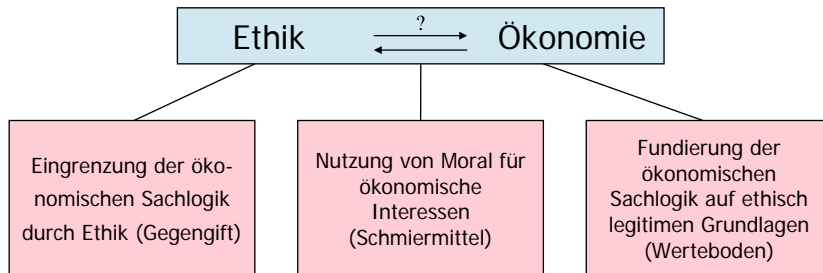 Ethik ? Ökonomie
Eingrenzung der öko-
nomischen Sachlogik
durch Ethik (Gegengift)
Nutzung von Moral für
ökonomische
Interessen
(Schmiermittel)
Fundierung der
ökonomischen
Sachlogik auf ethisch
legitimen Grundlagen
(Werteboden)